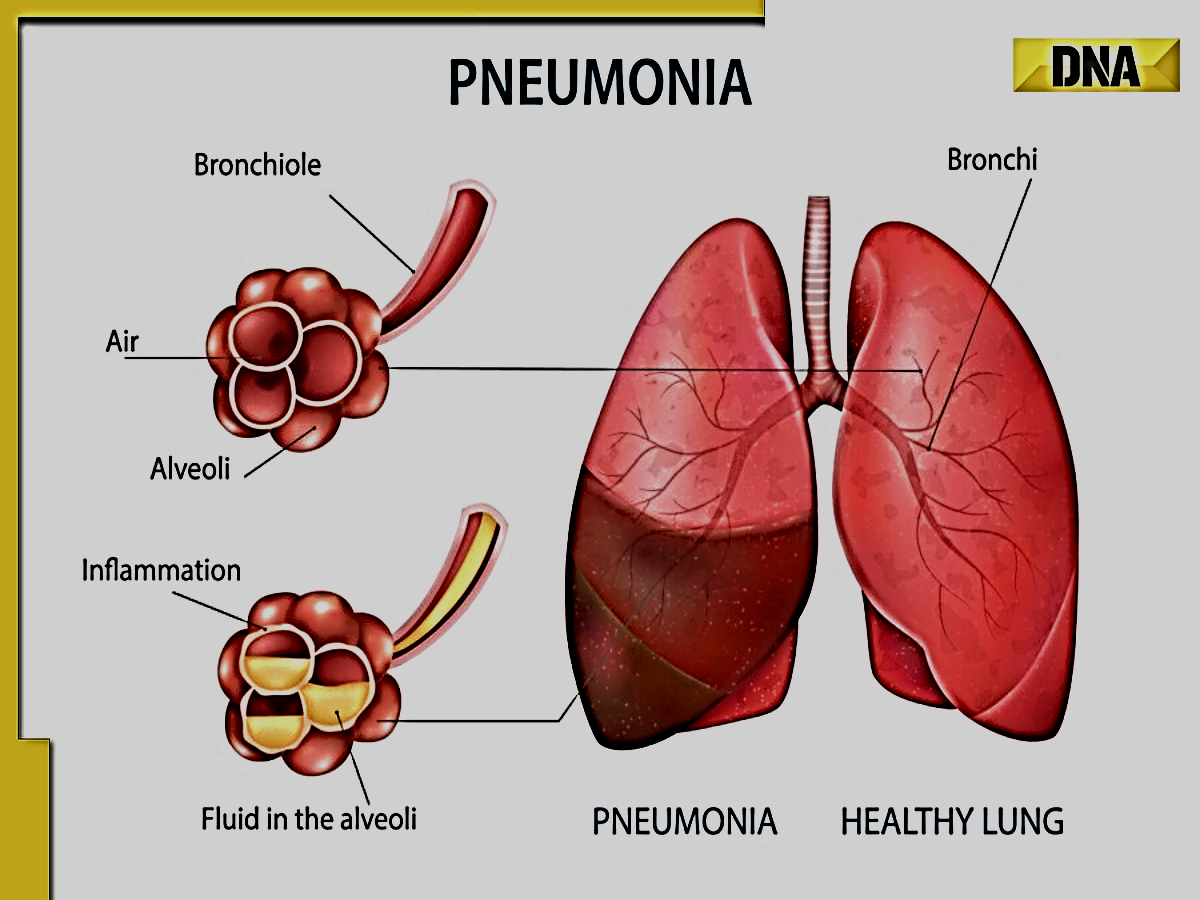 PNEUMONIA
DNA
Bronchiole
Bronchi
Air
Alveoli
Inflammation
Fluid in the alveoli
PNEUMONIA
HEALTHY LUNG